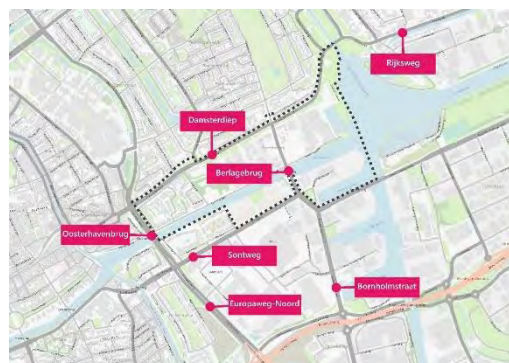 Rijksweg
Damsterdiep
Berlagebrug
Oosterhavenbrug
Sontweg
Bornholmstraat
Europaweg-Noord